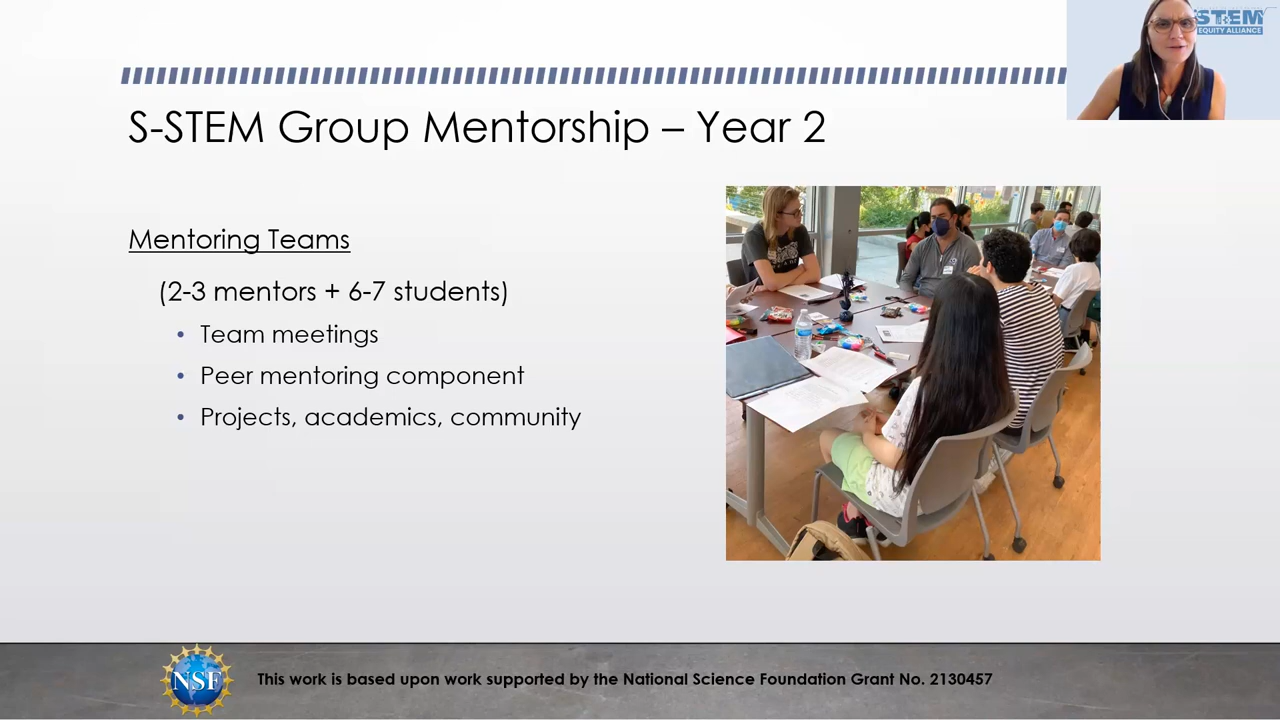 STEM
EQUITY ALLIANCE
S-STEM Group Mentorship – Year 2
Mentoring Teams
(2-3 mentors + 6-7 students)
• Team meetings
• Peer mentoring component
• Projects, academics, community
NSF
This work is based upon work supported by the National Science Foundation Grant No. 2130457